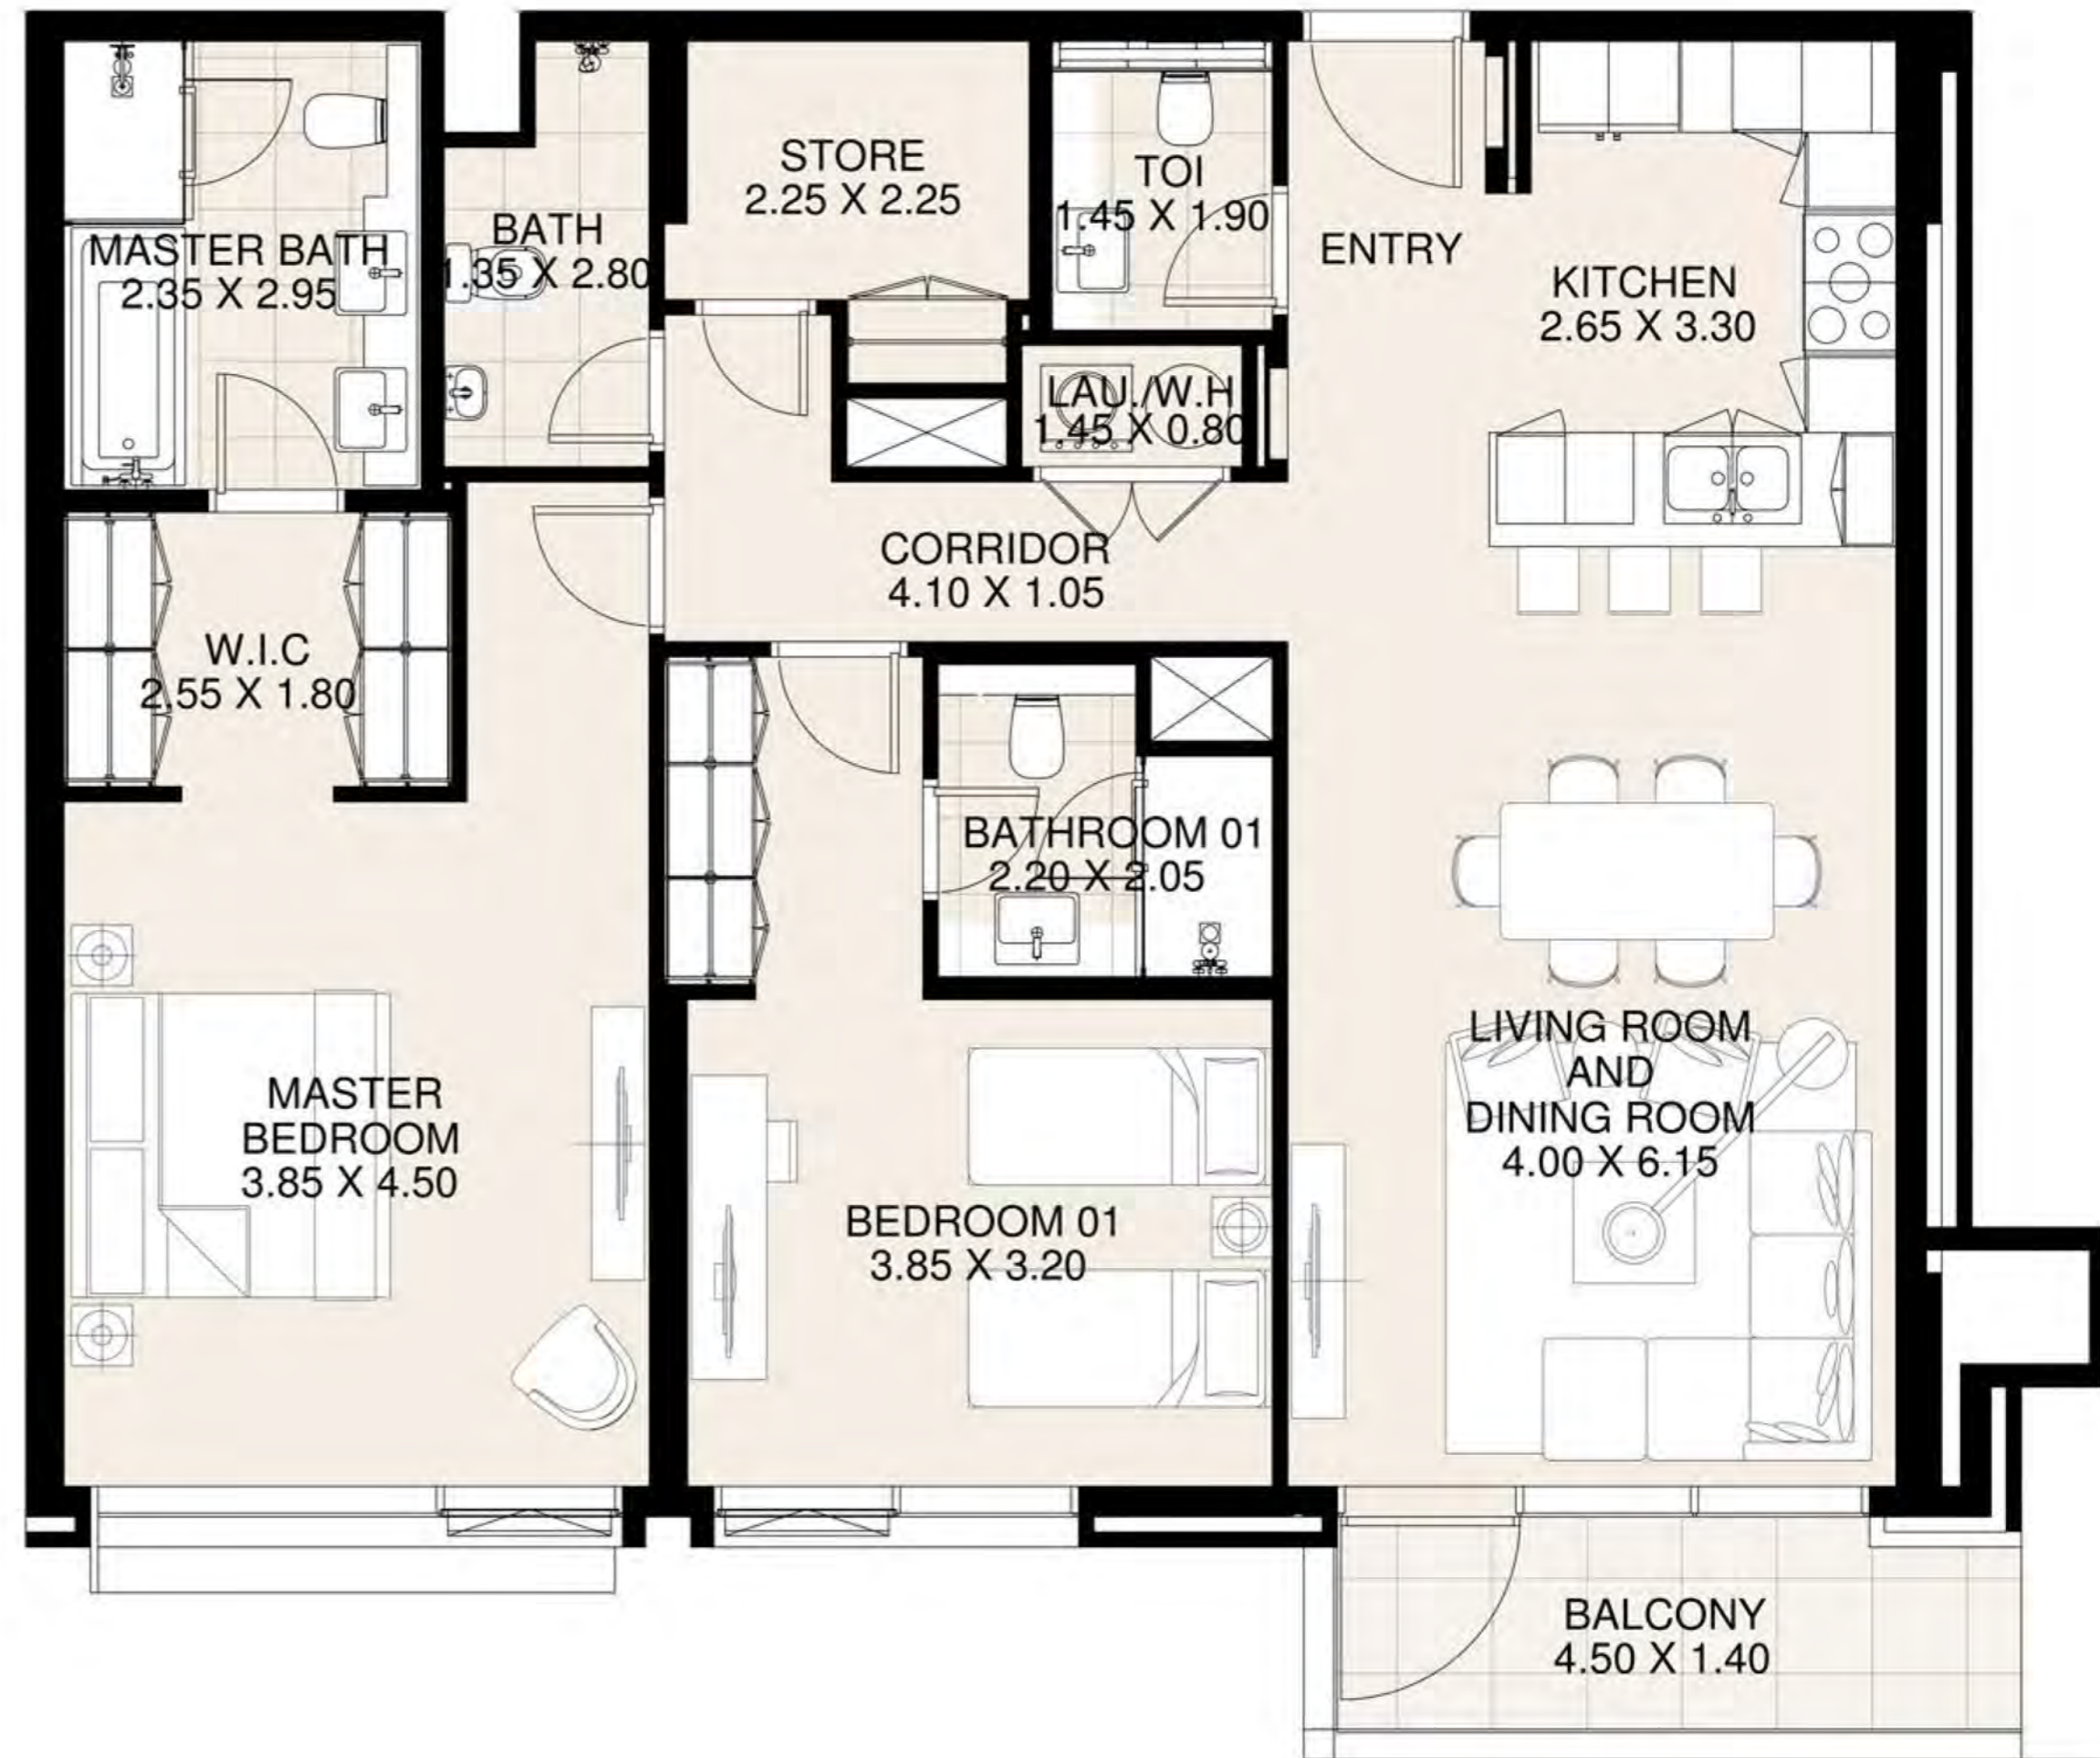 MASTER BATH
2.35 X 2.95
BATH
1.35 X 2.80
STORE
2.25 X 2.25
TOI
1.45 X 1.90
ENTRY
KITCHEN
2.65 X 3.30
LAU./W.H
1.45 X 0.80
CORRIDOR
4.10 X 1.05
W.I.C
2.55 X 1.80
BATHROOM 01
2.20 X 2.05
MASTER
BEDROOM
3.85 X 4.50
BEDROOM 01
3.85 X 3.20
LIVING ROOM
AND
DINING ROOM
4.00 X 6.15
BALCONY
4.50 X 1.40